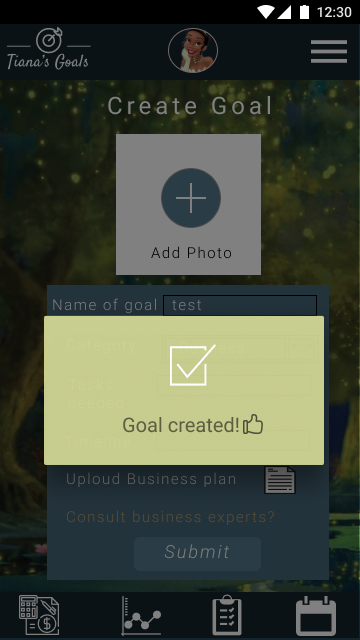 12:30
Tiana's Goals
Create Goal
Add Photo
Name of goal test
Goal created!
Uploud Business plan
Consult business experts?
Submit